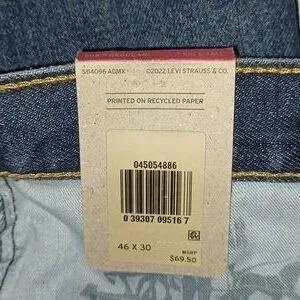 SB4096 ADMX ©2022 LEVI STRAUSS & CO.
PRINTED ON RECYCLED PAPER
045054886
0 39307 09516 7
46 X 30
MSRP
$69.50